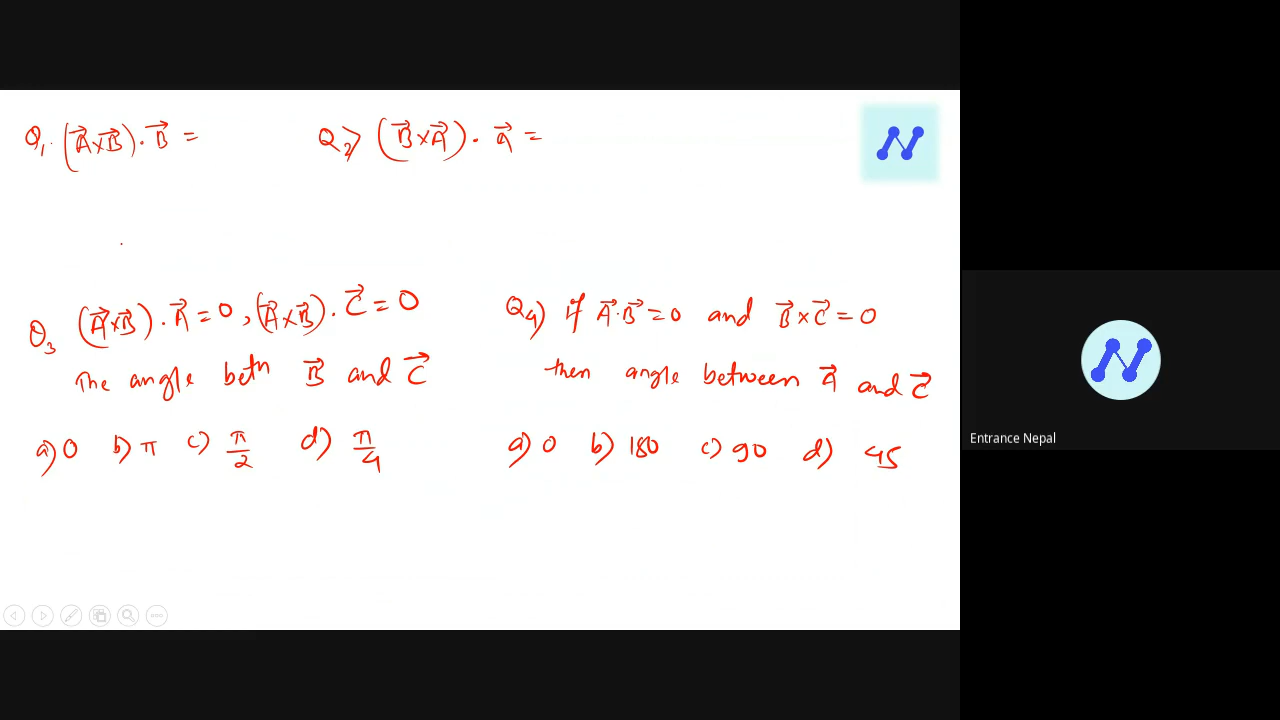 Q1. (A⃗×B⃗).B⃗ =
Q2> (B⃗×A⃗). a⃗ =
Q3 (A⃗×B⃗).A⃗ = 0, (A⃗×B⃗). C⃗ = 0
The angle betn B⃗ and C⃗
a) 0 b) π c) π/2 d) π/4
Q4) if A⃗.B⃗ = 0 and B⃗×C⃗ = 0
then angle between A⃗ and C⃗
a) 0 b) 180 c) 90 d) 45
Entrance Nepal